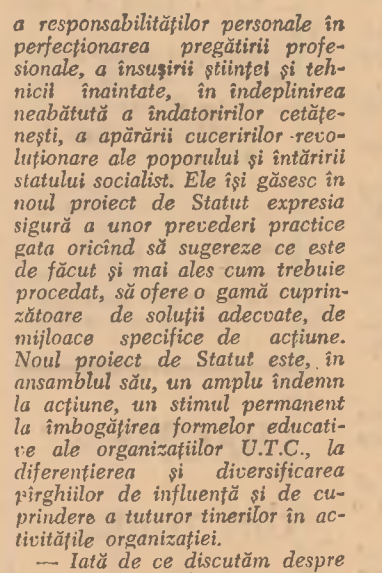 a responsabilităților personale în
perfecționarea pregătirii profe-
sionale, a însușirii științei și teh-
nicii înaintate, în îndeplinirea
neabătută a îndatoririlor cetățe-
nești, a apărării cuceririlor revo-
luționare ale poporului și întăririi
statului socialist. Ele își găsesc în
noul proiect de Statut expresia
sigură a unor prevederi practice
gata oricînd să sugereze ce este
de făcut și mai ales cum trebuie
procedat, să ofere o gamă cuprin-
zătoare de soluții adecvate, de
mijloace specifice de acțiune.
Noul proiect de Statut este, în
ansamblul său, un amplu îndemn
la acțiune, un stimul permanent
la îmbogățirea formelor educati-
ve ale organizațiilor U.T.C., la
diferențierea și diversificarea
pîrghiilor de influență și de cu-
prindere a tuturor tinerilor în ac-
tivitățile organizației.
— Iată de ce discutăm despre